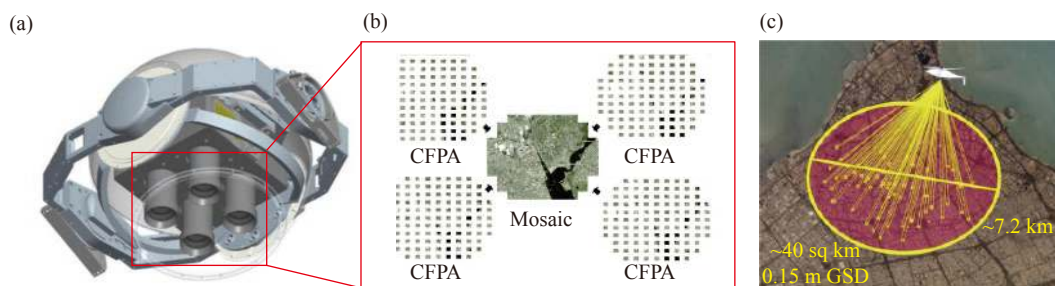 (a)
(b)
(c)
CFPA
CFPA
Mosaic
CFPA
CFPA
~7.2 km
~40 sq km
0.15 m GSD